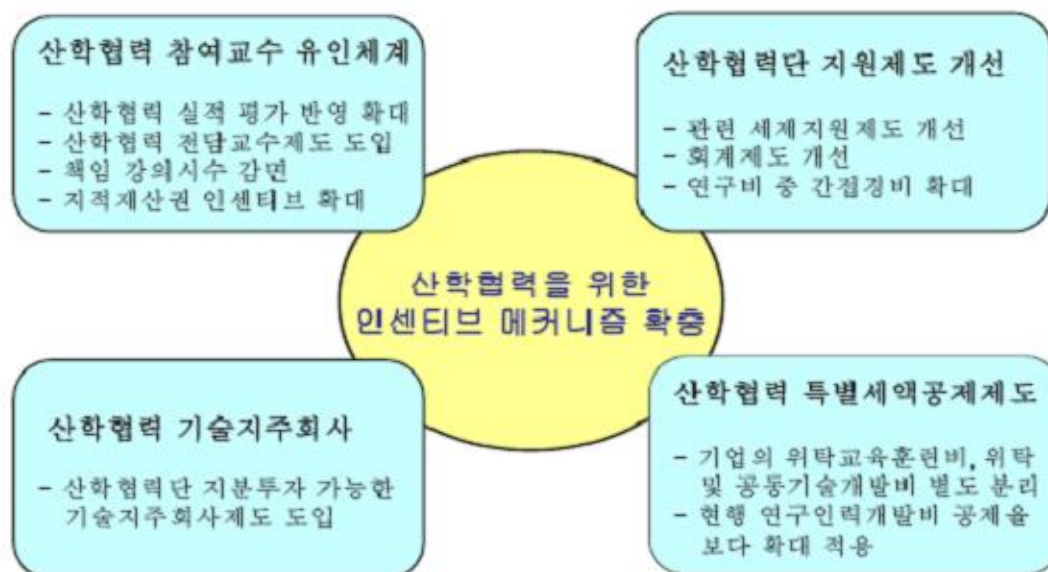 산학협력 참여교수 유인체계
- 산학협력 실적 평가 반영 확대
- 산학협력 전담교수제도 도입
- 책임 강의시수 감면
- 지적재산권 인센티브 확대
산학협력단 지원제도 개선
- 관련 세제지원제도 개선
- 회계제도 개선
- 연구비 중 간접경비 확대
산학협력을 위한
인센티브 메커니즘 확충
산학협력 기술지주회사
- 산학협력단 지분투자 가능한
기술지주회사제도 도입
산학협력 특별세액공제제도
- 기업의 위탁교육훈련비, 위탁
및 공동기술개발비 별도 분리
- 현행 연구인력개발비 공제율
보다 확대 적용